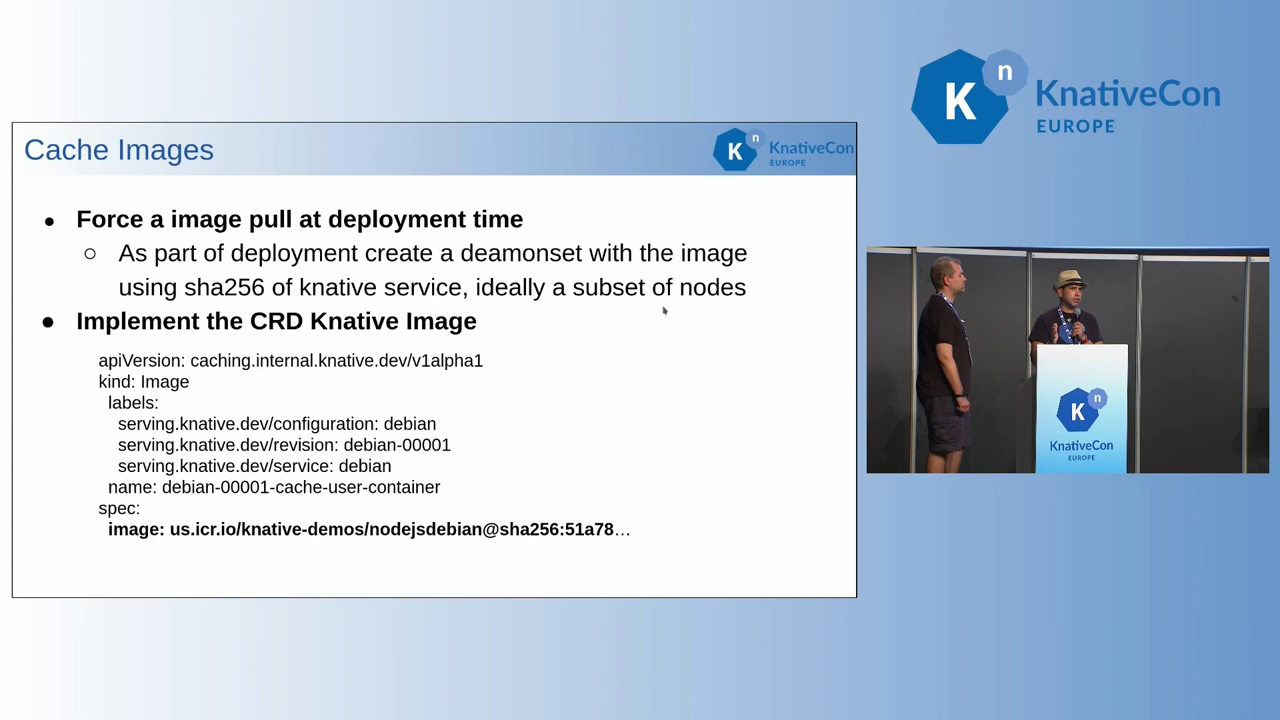 Cache Images
K n KnativeCon
EUROPE
● Force a image pull at deployment time
○ As part of deployment create a deamonset with the image
using sha256 of knative service, ideally a subset of nodes
● Implement the CRD Knative Image
apiVersion: caching.internal.knative.dev/v1alpha1
kind: Image
labels:
serving.knative.dev/configuration: debian
serving.knative.dev/revision: debian-00001
serving.knative.dev/service: debian
name: debian-00001-cache-user-container
spec:
image: us.icr.io/knative-demos/nodejsdebian@sha256:51a78…
K n KnativeCon
EUROPE
K n
KnativeCon
EUROPE